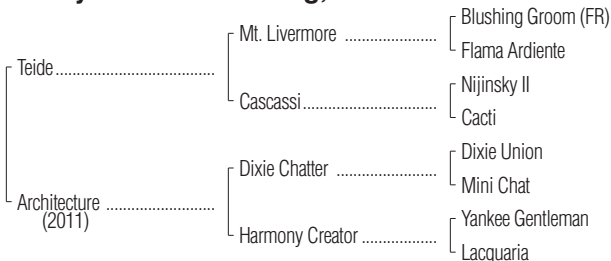 Blushing Groom (FR)
Mt. Livermore ....................
Flama Ardiente
Teide.....................................
Nijinsky II
Cascassi...............................
Cacti
Dixie Union
Dixie Chatter .......................
Mini Chat
Architecture .........................
(2011)
Yankee Gentleman
Harmony Creator.................
Lacquaria